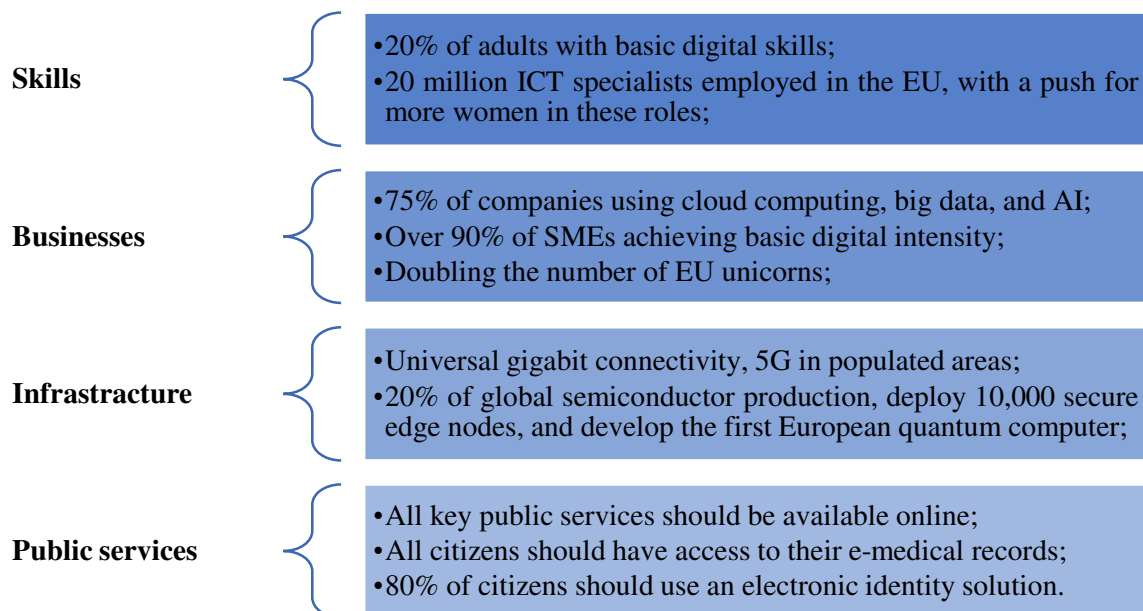 Skills
•20% of adults with basic digital skills;
•20 million ICT specialists employed in the EU, with a push for
more women in these roles;
Businesses
•75% of companies using cloud computing, big data, and AI;
•Over 90% of SMEs achieving basic digital intensity;
•Doubling the number of EU unicorns;
Infrastracture
•Universal gigabit connectivity, 5G in populated areas;
•20% of global semiconductor production, deploy 10,000 secure
edge nodes, and develop the first European quantum computer;
Public services
•All key public services should be available online;
•All citizens should have access to their e-medical records;
•80% of citizens should use an electronic identity solution.